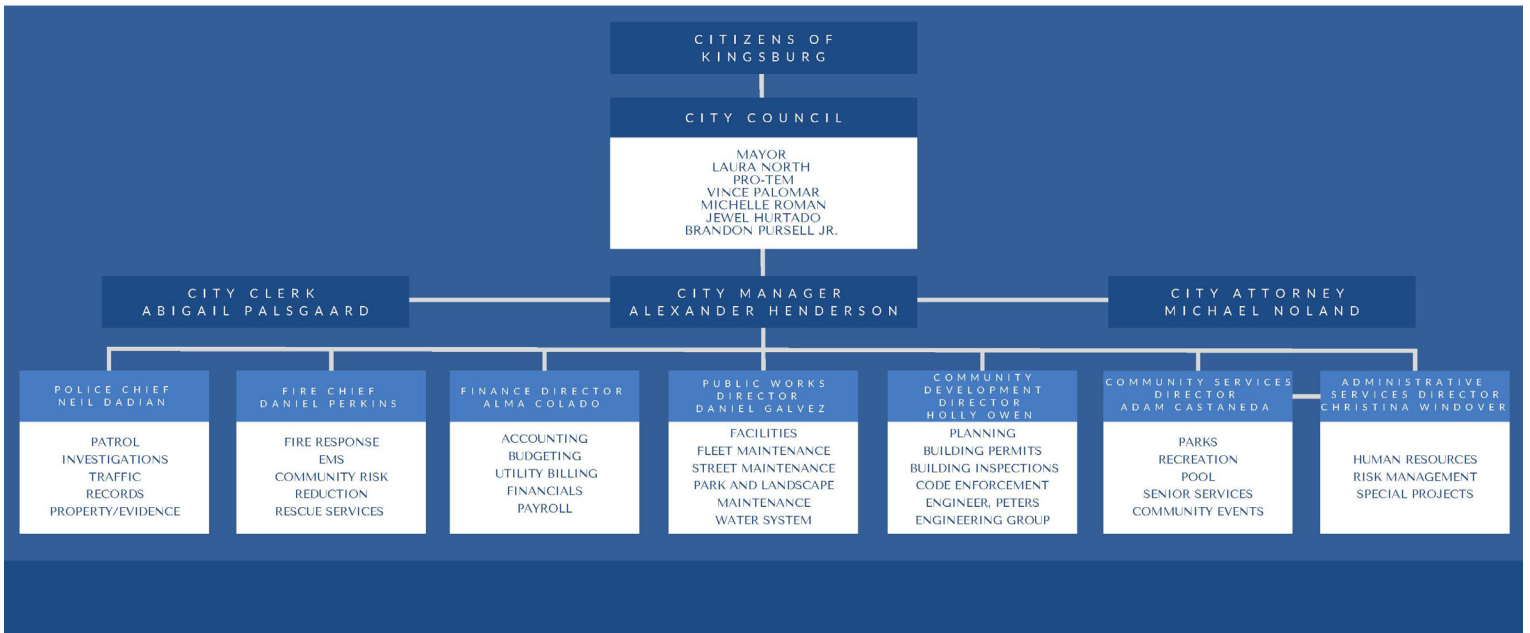 CITIZENS OF
KINGSBURG
CITY COUNCIL
MAYOR
LAURA NORTH
PRO-TEM
VINCE PALOMAR
MICHELLE ROMAN
JEWEL HURTADO
BRANDON PURSELL JR.
CITY CLERK
ABIGAIL PALSGAARD
CITY MANAGER
ALEXANDER HENDERSON
CITY ATTORNEY
MICHAEL NOLAND
POLICE CHIEF
NEIL DADIAN
PATROL
INVESTIGATIONS
TRAFFIC
RECORDS
PROPERTY/EVIDENCE
FIRE CHIEF
DANIEL PERKINS
FIRE RESPONSE
EMS
COMMUNITY RISK
REDUCTION
RESCUE SERVICES
FINANCE DIRECTOR
ALMA COLADO
ACCOUNTING
BUDGETING
UTILITY BILLING
FINANCIALS
PAYROLL
PUBLIC WORKS
DIRECTOR
DANIEL GALVEZ
FACILITIES
FLEET MAINTENANCE
STREET MAINTENANCE
PARK AND LANDSCAPE
MAINTENANCE
WATER SYSTEM
COMMUNITY
DEVELOPMENT
DIRECTOR
HOLLY OWEN
PLANNING
BUILDING PERMITS
BUILDING INSPECTIONS
CODE ENFORCEMENT
ENGINEER, PETERS
ENGINEERING GROUP
COMMUNITY SERVICES
DIRECTOR
ADAM CASTANEDA
PARKS
RECREATION
POOL
SENIOR SERVICES
COMMUNITY EVENTS
ADMINISTRATIVE
SERVICES DIRECTOR
CHRISTINA WINDOVER
HUMAN RESOURCES
RISK MANAGEMENT
SPECIAL PROJECTS